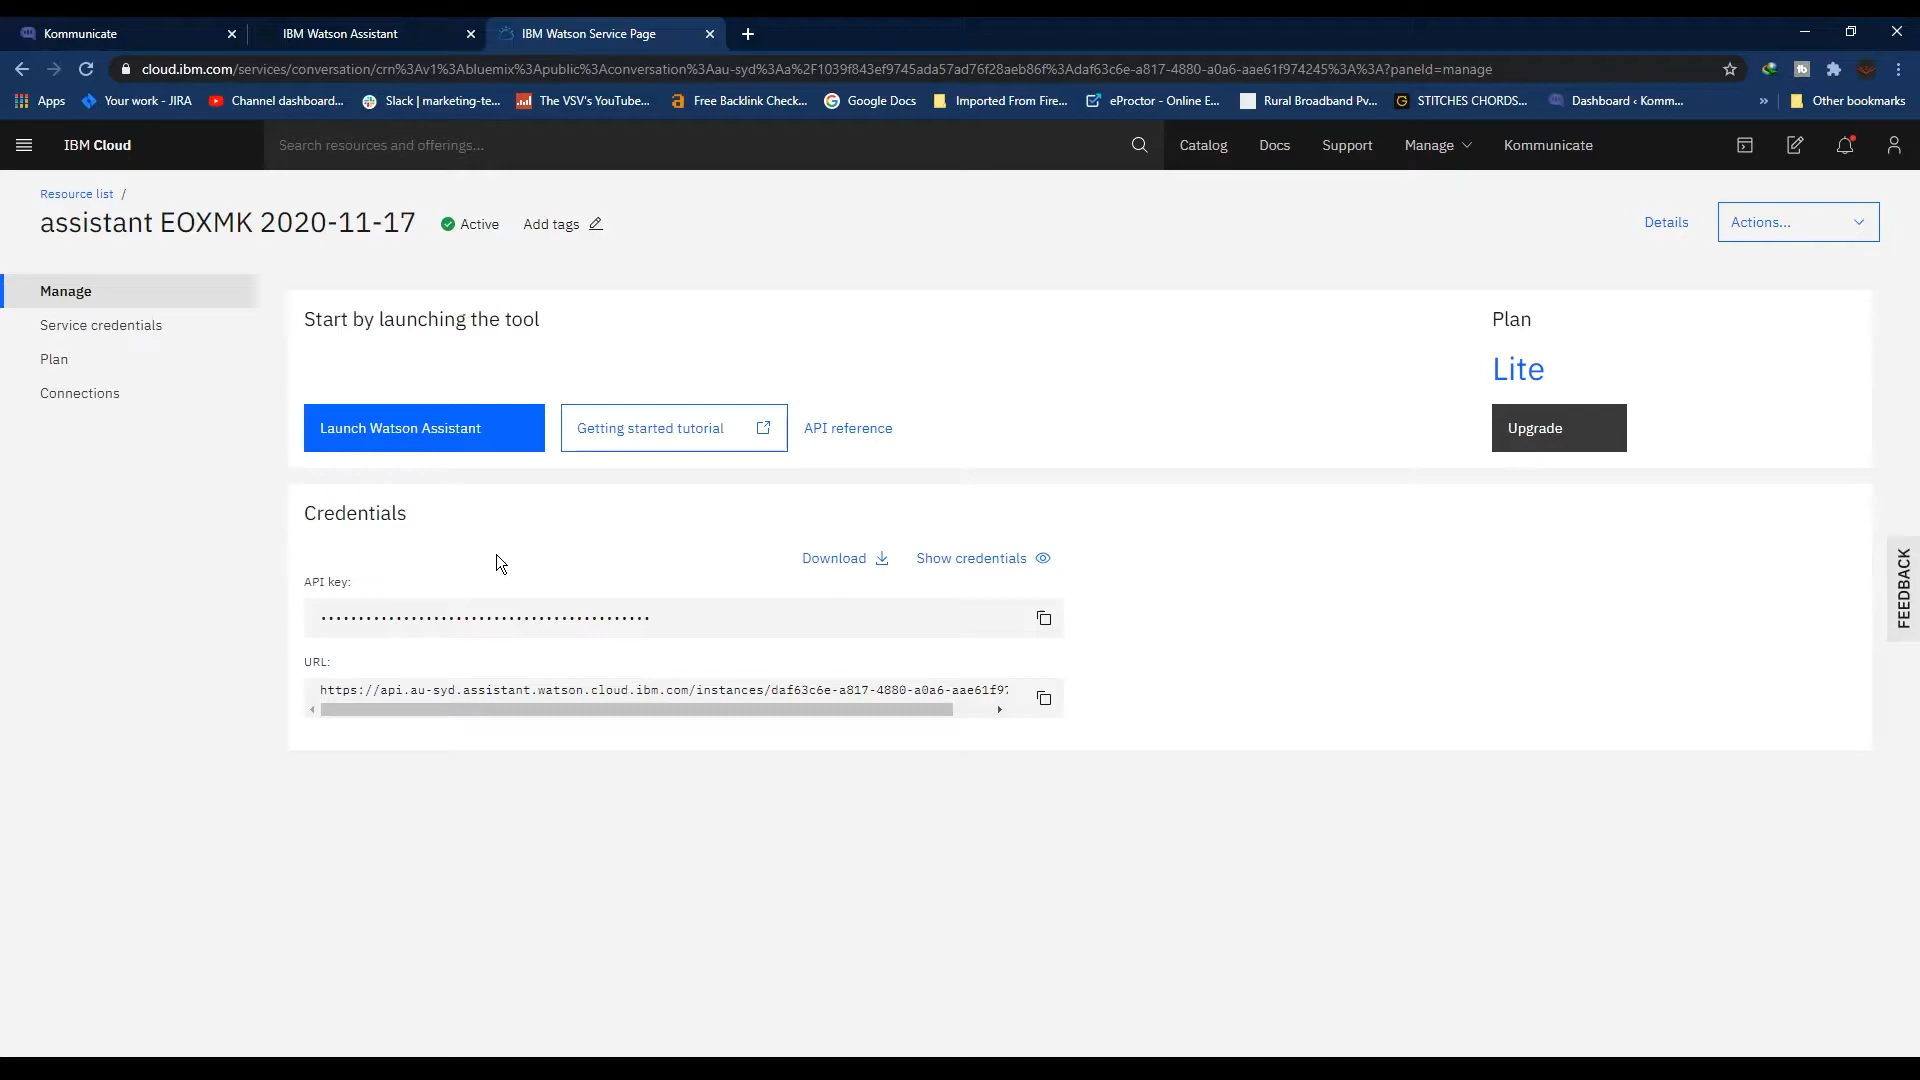 Kommunicate
IBM Watson Assistant
IBM Watson Service Page
cloud.ibm.com/services/conversation/crn%3Av1%3Abluemix%3Apublic%3Aconversation%3Aau-syd%3Aa%2F1039f843ef9745ada57ad76f28aeb86f%3Adaf63c6e-a817-4880-a0a6-aae61f974245%3A%3A?paneId=manage
Apps
Your work - JIRA
Channel dashboard...
Slack | marketing-te...
The VSV's YouTube...
Free Backlink Check...
Google Docs
Imported From Fire...
eProctor - Online E...
Rural Broadband Pv...
STITCHES CHORDS...
Dashboard ‹ Komm...
»
Other bookmarks
IBM Cloud
Search resources and offerings...
Catalog
Docs
Support
Manage
Kommunicate
Resource list /
assistant EOXMK 2020-11-17
Active
Add tags
Details
Actions...
Manage
Service credentials
Plan
Connections
Start by launching the tool
Launch Watson Assistant
Getting started tutorial
API reference
Plan
Lite
Upgrade
Credentials
Download
Show credentials
API key:
URL:
https://api.au-syd.assistant.watson.cloud.ibm.com/instances/daf63c6e-a817-4880-a0a6-aae61f97
FEEDBACK